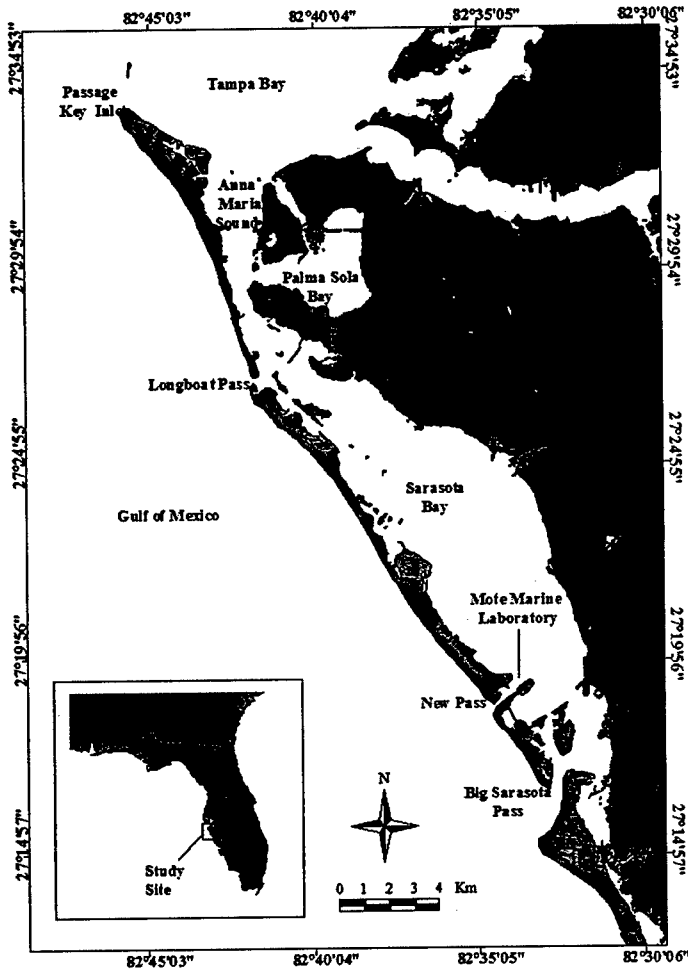 82°45'03"
82°40'04"
82°35'05"
82°30'06"
27°34'53"
27°34'53"
Passage
Key Inlet
Tampa Bay
Anna
Maria
Sound
27°29'54"
27°29'54"
Palma Sola
Bay
Longboat Pass
27°24'55"
27°24'55"
Sarasota
Bay
Gulf of Mexico
Mote Marine
Laboratory
27°19'56"
27°19'56"
New Pass
N
Big Sarasota
Pass
27°14'57"
27°14'57"
Study
Site
0 1 2 3 4 Km
82°45'03"
82°40'04"
82°35'05"
82°30'06"